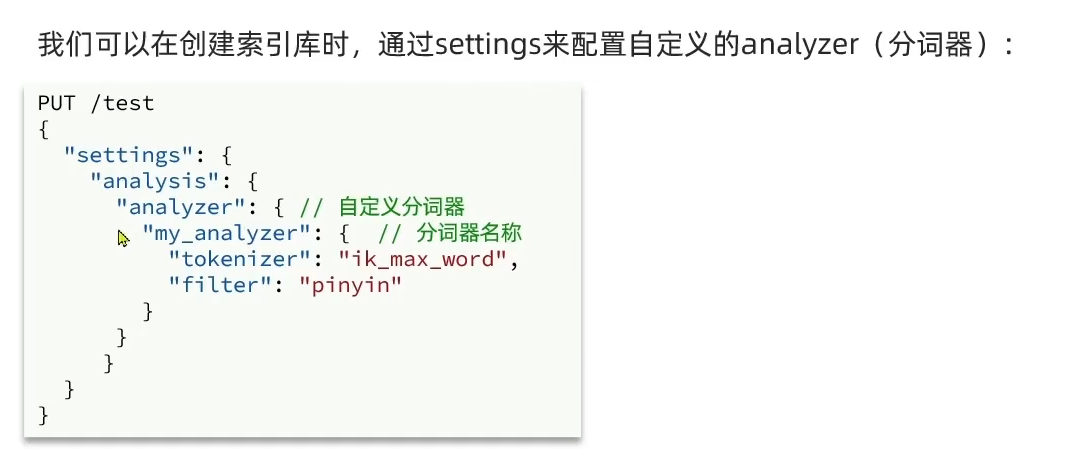 我们可以在创建索引库时，通过settings来配置自定义的analyzer（分词器）：
PUT /test
{
  "settings": {
    "analysis": {
      "analyzer": { // 自定义分词器
        "my_analyzer": {  // 分词器名称
          "tokenizer": "ik_max_word",
          "filter": "pinyin"
        }
      }
     }
  }
}